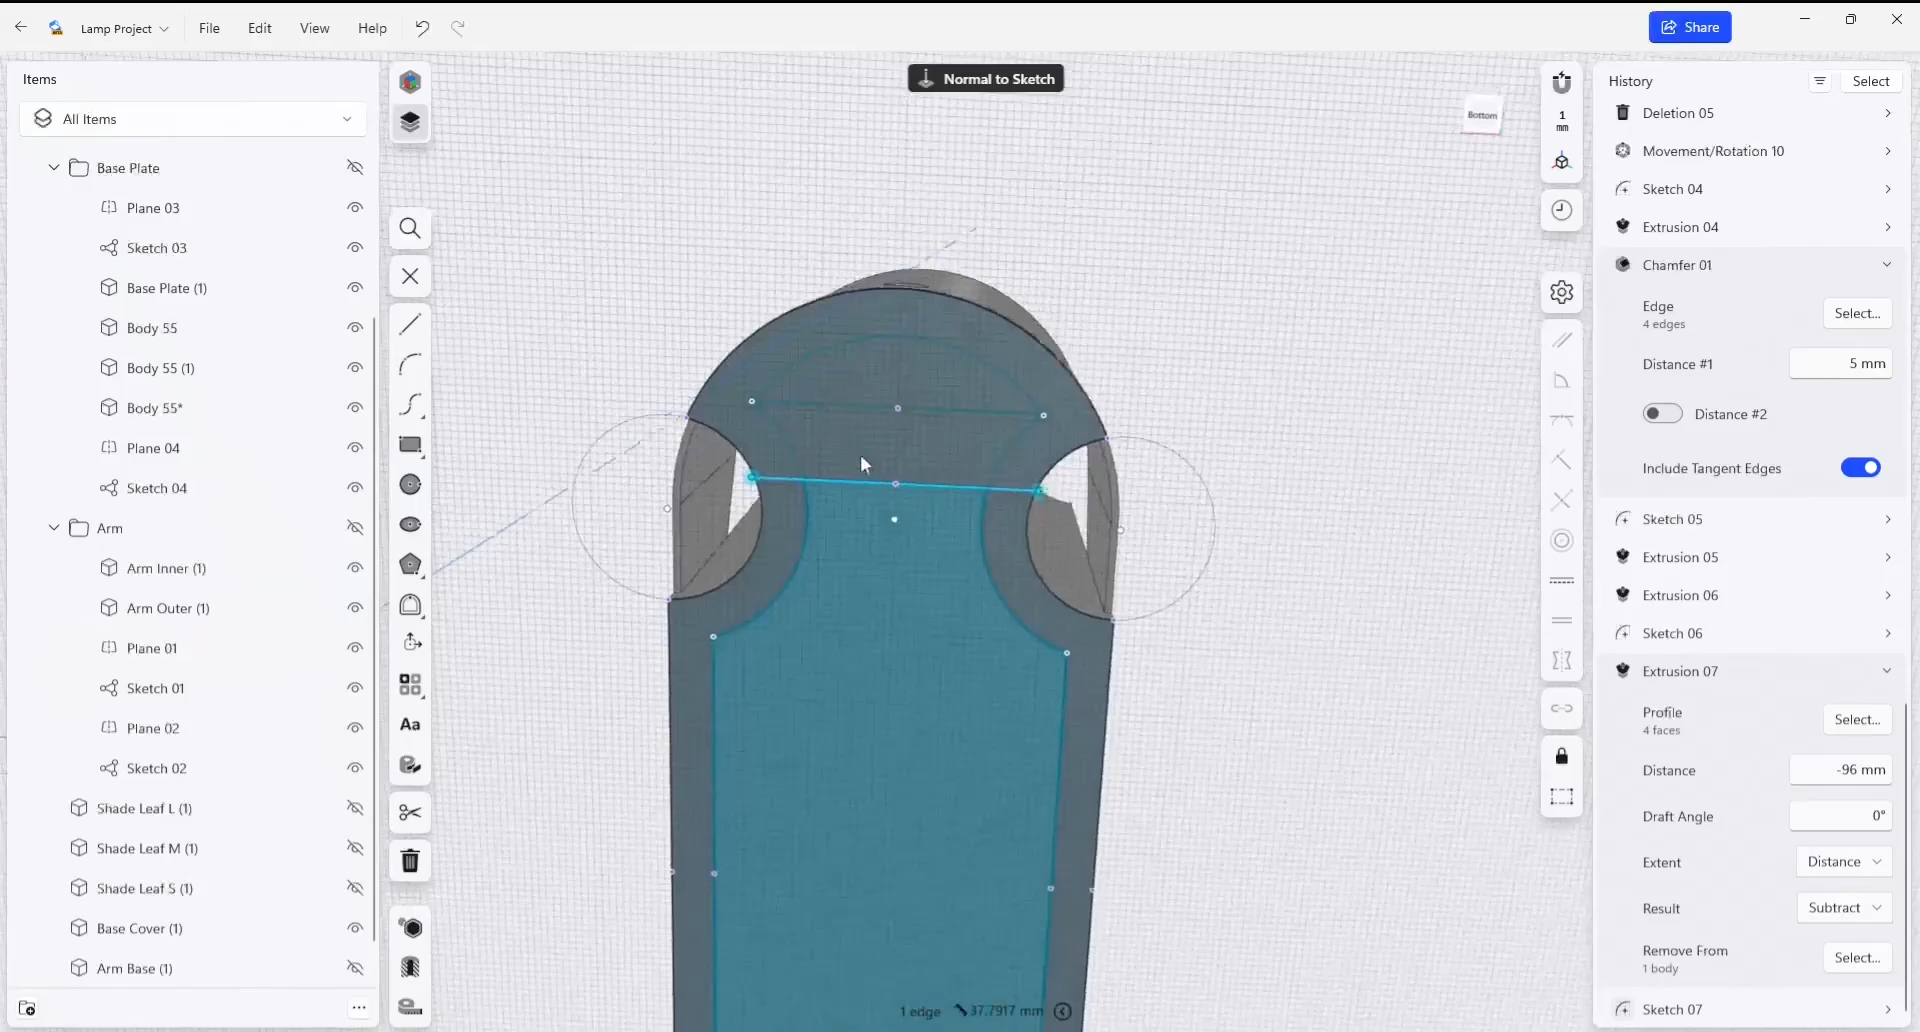 Lamp Project
File
Edit
View
Help
Share
Items
All Items
Base Plate
Plane 03
Sketch 03
Base Plate (1)
Body 55
Body 55 (1)
Body 55*
Plane 04
Sketch 04
Arm
Arm Inner (1)
Arm Outer (1)
Plane 01
Sketch 01
Plane 02
Sketch 02
Shade Leaf L (1)
Shade Leaf M (1)
Shade Leaf S (1)
Base Cover (1)
Arm Base (1)
Aa
Normal to Sketch
Bottom
1 edge 37.7917 mm
1
mm
History
Select
Deletion 05
Movement/Rotation 10
Sketch 04
Extrusion 04
Chamfer 01
Edge
4 edges
Select...
Distance #1
5 mm
Distance #2
Include Tangent Edges
Sketch 05
Extrusion 05
Extrusion 06
Sketch 06
Extrusion 07
Profile
4 faces
Select...
Distance
-96 mm
Draft Angle
0°
Extent
Distance
Result
Subtract
Remove From
1 body
Select...
Sketch 07